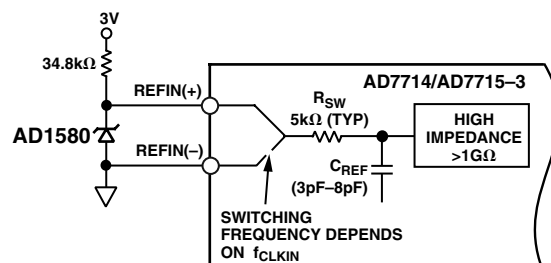 3V
34.8kΩ
REFIN(+)
AD1580
REFIN(–)
AD7714/AD7715–3
RSW
5kΩ (TYP)
HIGH
IMPEDANCE
>1GΩ
CREF
(3pF–8pF)
SWITCHING
FREQUENCY DEPENDS
ON fCLKIN